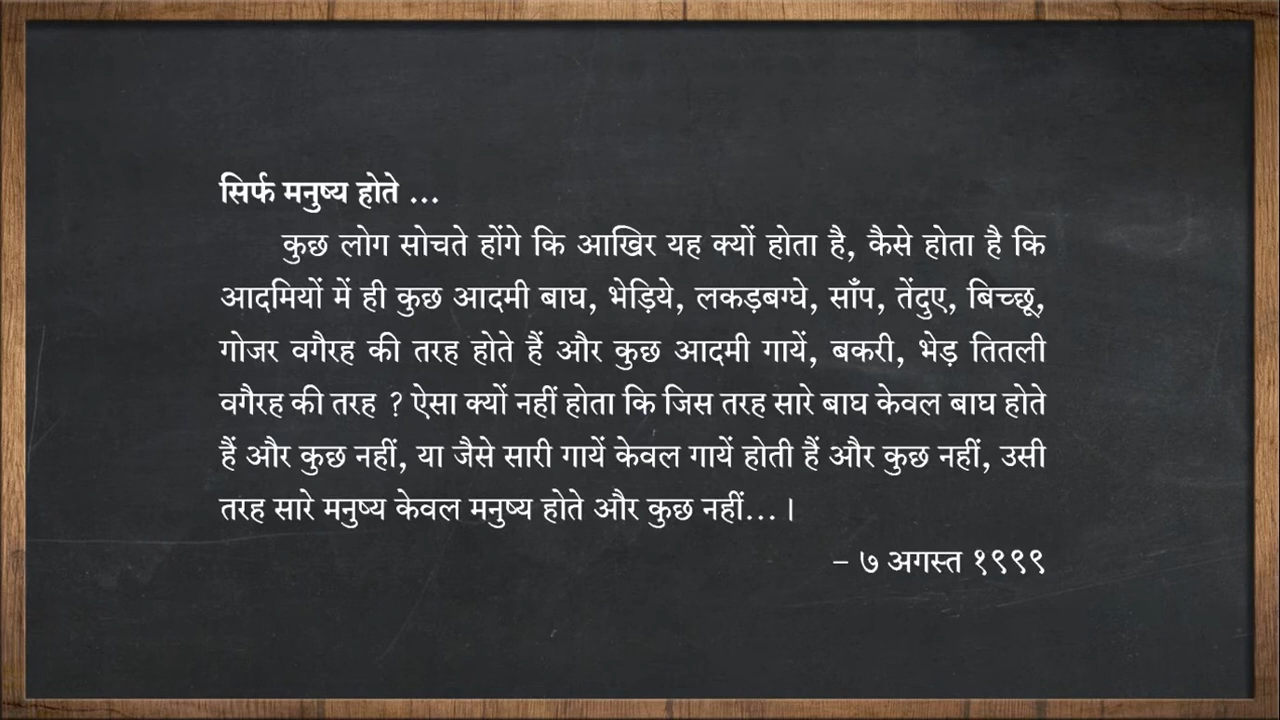 सिर्फ मनुष्य होते ...
कुछ लोग सोचते होंगे कि आखिर यह क्यों होता है, कैसे होता है कि
आदमियों में ही कुछ आदमी बाघ, भेड़िये, लकड़बग्घे, साँप, तेंदुए, बिच्छू,
गोजर वगैरह की तरह होते हैं और कुछ आदमी गायें, बकरी, भेड़ तितली
वगैरह की तरह ? ऐसा क्यों नहीं होता कि जिस तरह सारे बाघ केवल बाघ होते
हैं और कुछ नहीं, या जैसे सारी गायें केवल गायें होती हैं और कुछ नहीं, उसी
तरह सारे मनुष्य केवल मनुष्य होते और कुछ नहीं...।
– ७ अगस्त १९९९